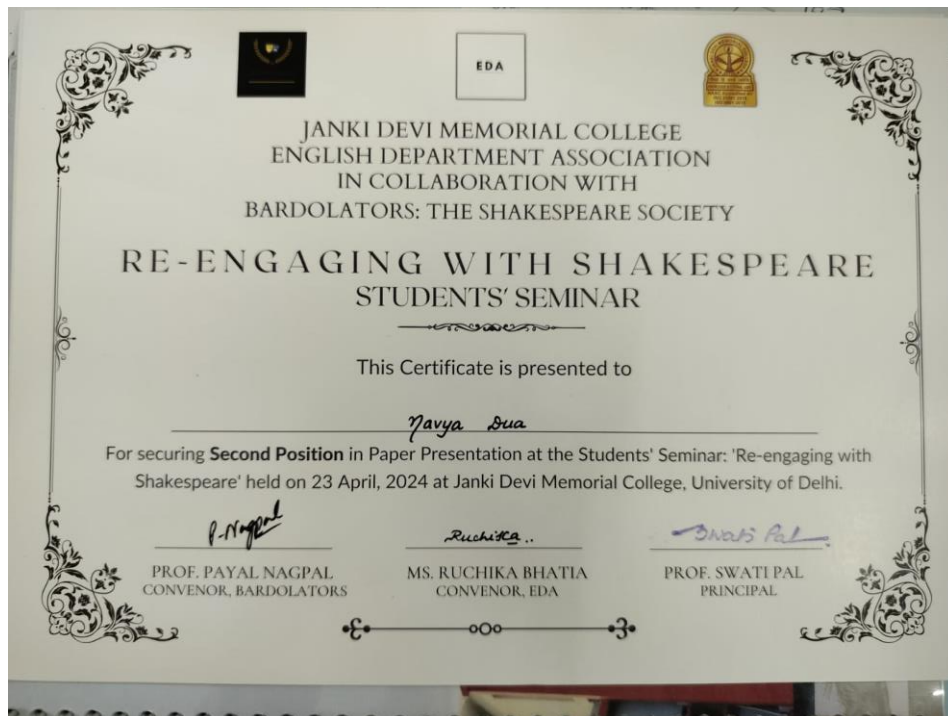 EDA
JANKI DEVI MEMORIAL COLLEGE
ENGLISH DEPARTMENT ASSOCIATION
IN COLLABORATION WITH
BARDOLATORS: THE SHAKESPEARE SOCIETY
RE-ENGAGING WITH SHAKESPEARE
STUDENTS' SEMINAR
This Certificate is presented to
Navya Dua
For securing Second Position in Paper Presentation at the Students' Seminar: 'Re-engaging with
Shakespeare' held on 23 April, 2024 at Janki Devi Memorial College, University of Delhi.
P-Nagpal Ruchika.. Swati Pal
PROF. PAYAL NAGPAL MS. RUCHIKA BHATIA PROF. SWATI PAL
CONVENOR, BARDOLATORS CONVENOR, EDA PRINCIPAL